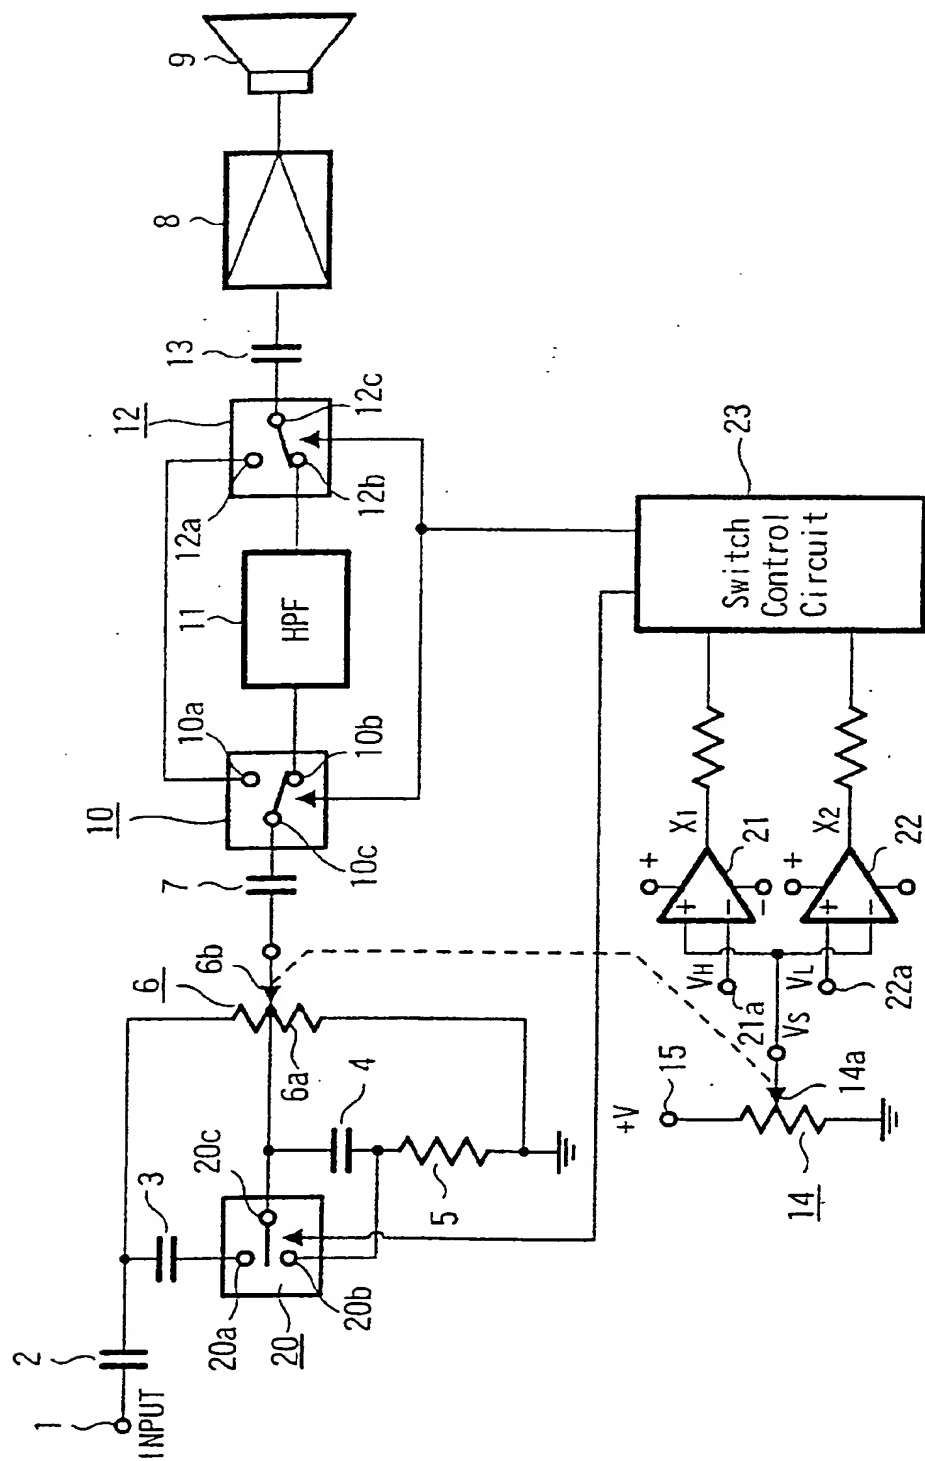 1
INPUT
2
3
20a
20
20b
20c
4
5
6
6a
6b
7
10
10a
10b
10c
11
HPF
12
12a
12b
12c
13
8
9
+V
15
14
14a
VS
VH
21a
VL
22a
+
−
+
−
21
X1
+
−
+
22
X2
Switch
Control
Circuit
23